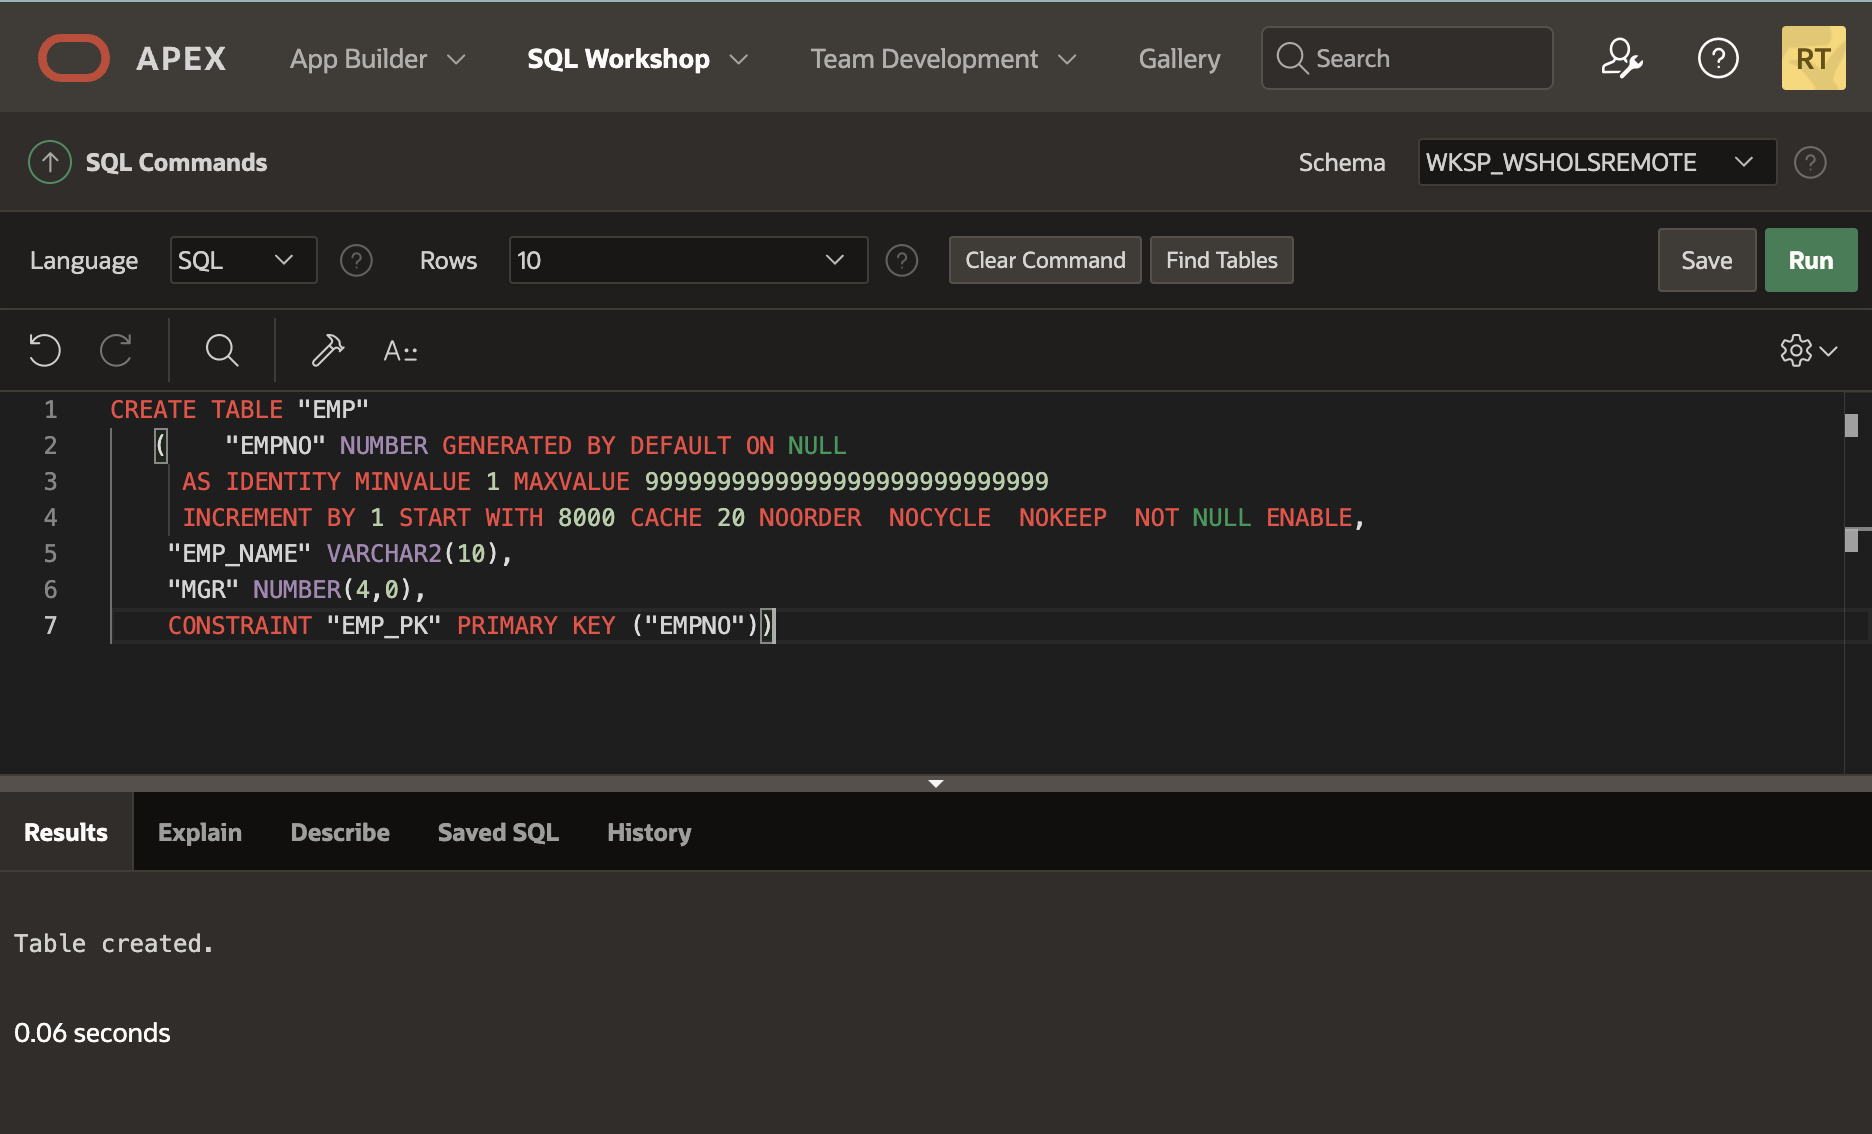 APEX App Builder SQL Workshop Team Development Gallery Search RT
SQL Commands Schema WKSP_WSHOLSREMOTE ?
Language SQL ? Rows 10 ? Clear Command Find Tables Save Run
A::
1 CREATE TABLE "EMP"
2 ( "EMPNO" NUMBER GENERATED BY DEFAULT ON NULL
3 AS IDENTITY MINVALUE 1 MAXVALUE 9999999999999999999999999999
4 INCREMENT BY 1 START WITH 8000 CACHE 20 NOORDER NOCYCLE NOKEEP NOT NULL ENABLE,
5 "EMP_NAME" VARCHAR2(10),
6 "MGR" NUMBER(4,0),
7 CONSTRAINT "EMP_PK" PRIMARY KEY ("EMPNO"))
Results Explain Describe Saved SQL History
Table created.
0.06 seconds